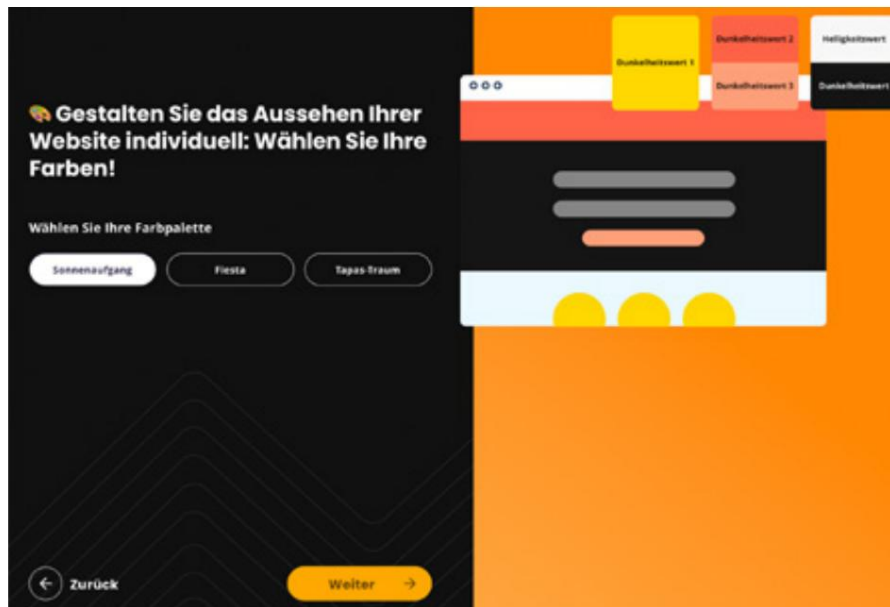 🎨 Gestalten Sie das Aussehen Ihrer
Website individuell: Wählen Sie Ihre
Farben!
Wählen Sie Ihre Farbpalette
Sonnenaufgang
Fiesta
Tapas-Traum
Zurück
Weiter
Dunkelheitswert 1
Dunkelheitswert 2
Dunkelheitswert 3
Helligkeitswert
Dunkelheitswert